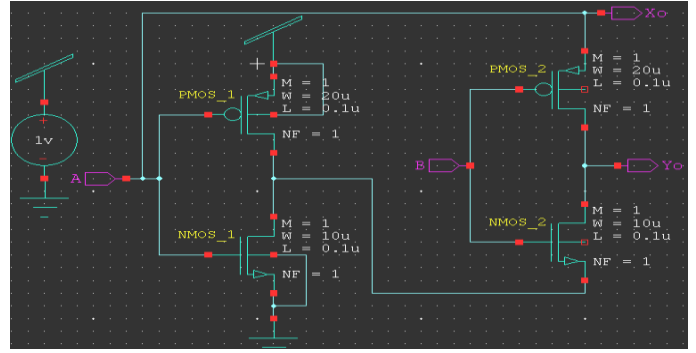 Xo
M = 1
W = 20u
L = 0.1u
NF = 1
PMOS_1
M = 1
W = 20u
L = 0.1u
NF = 1
PMOS_2
1v
A
B
Yo
M = 1
W = 10u
L = 0.1u
NF = 1
NMOS_1
M = 1
W = 10u
L = 0.1u
NF = 1
NMOS_2